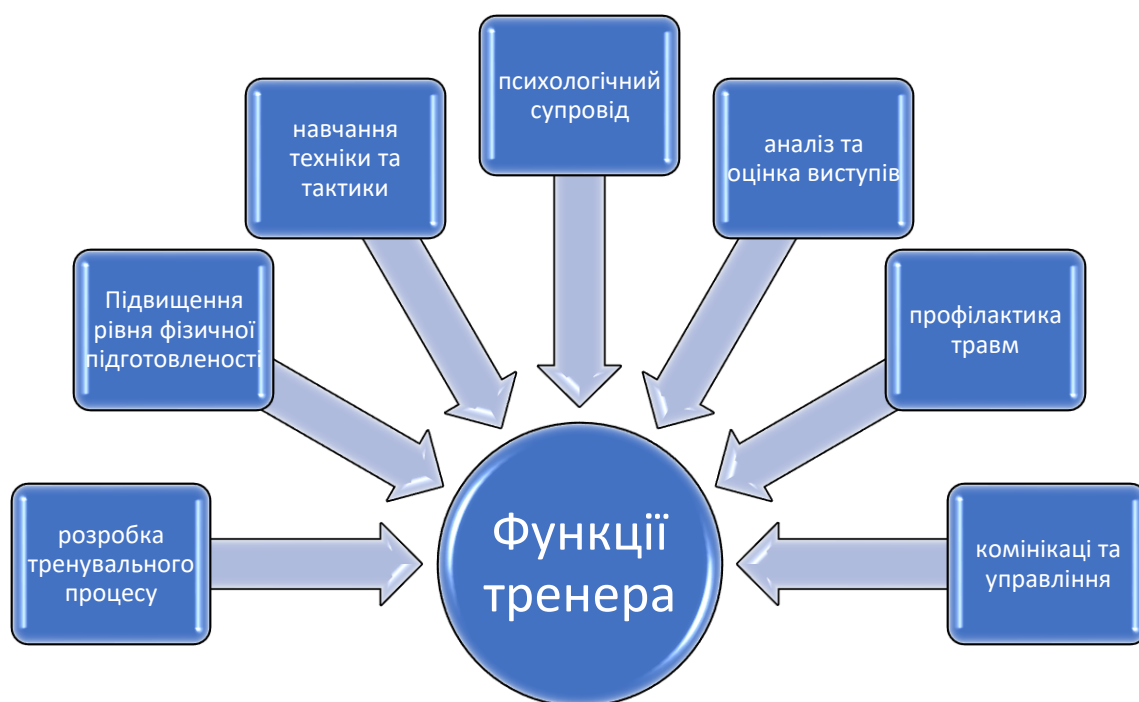 психологічний
супровід
навчання
техніки та
тактики
аналіз та
оцінка виступів
Підвищення
рівня фізичної
підготовленості
профілактика
травм
розробка
тренувального
процесу
комінікаці та
управління
Функції
тренера